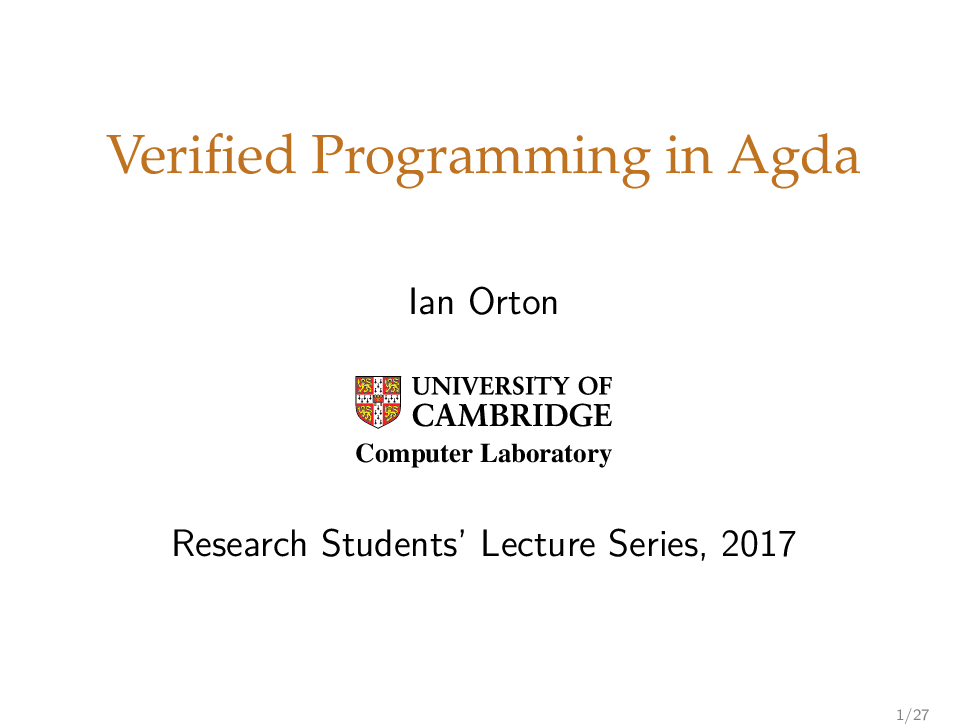 Verified Programming in Agda
Ian Orton
UNIVERSITY OF
CAMBRIDGE
Computer Laboratory
Research Students' Lecture Series, 2017
1/27